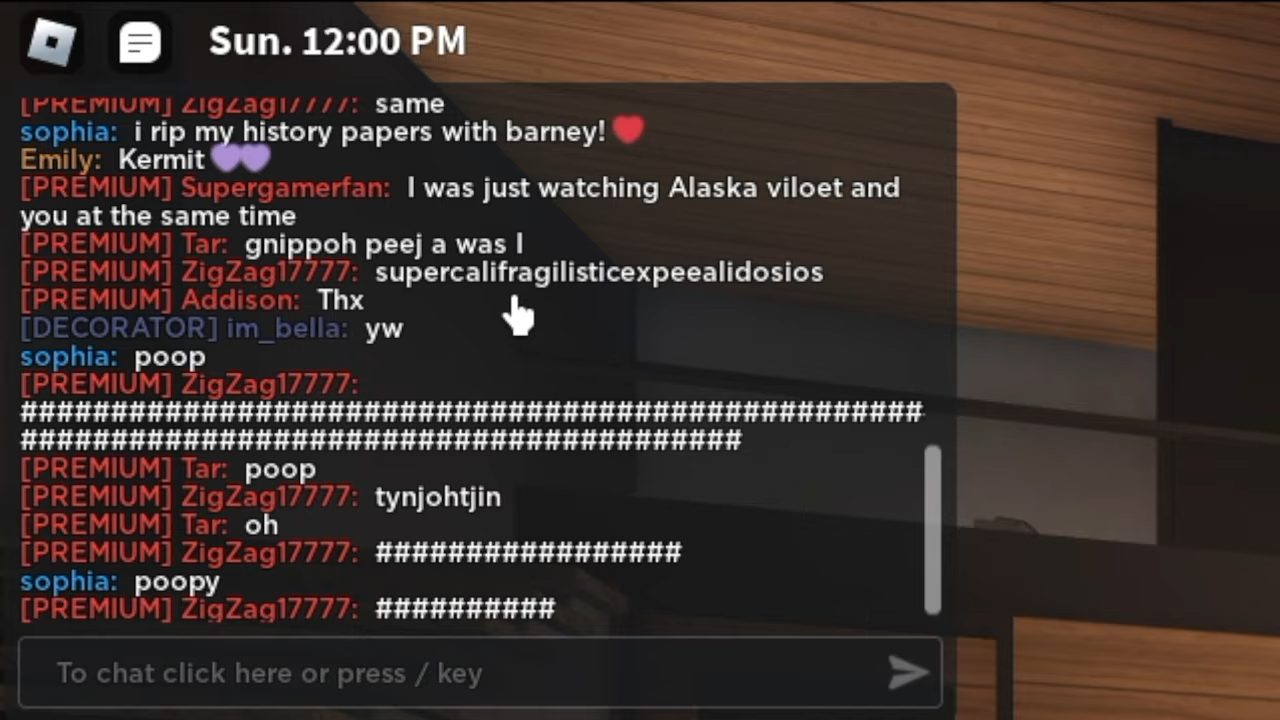 Sun. 12:00 PM
[PREMIUM] ZigZag17777: same
sophia: i rip my history papers with barney! ❤️
Emily: Kermit 💜💜
[PREMIUM] Supergamerfan: I was just watching Alaska viloet and
you at the same time
[PREMIUM] Tar: gnippoh peej a was I
[PREMIUM] ZigZag17777: supercalifragilisticexpeealidosios
[PREMIUM] Addison: Thx
[DECORATOR] im_bella: yw
sophia: poop
[PREMIUM] ZigZag17777:
##################################################
########################################
[PREMIUM] Tar: poop
[PREMIUM] ZigZag17777: tynjohtjin
[PREMIUM] Tar: oh
[PREMIUM] ZigZag17777: #################
sophia: poopy
[PREMIUM] ZigZag17777: ##########
To chat click here or press / key